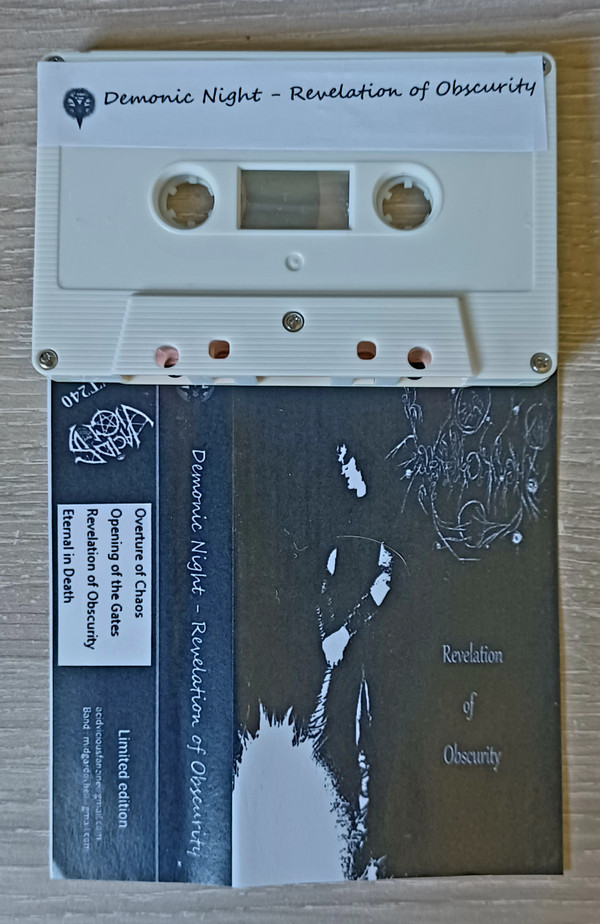 Demonic Night - Revelation of Obscurity
T'240
Overture of Chaos
Opening of the Gates
Revelation of Obscurity
Eternal in Death
Limited edition
Demonic Night - Revelation of Obscurity
Revelation
of
Obscurity